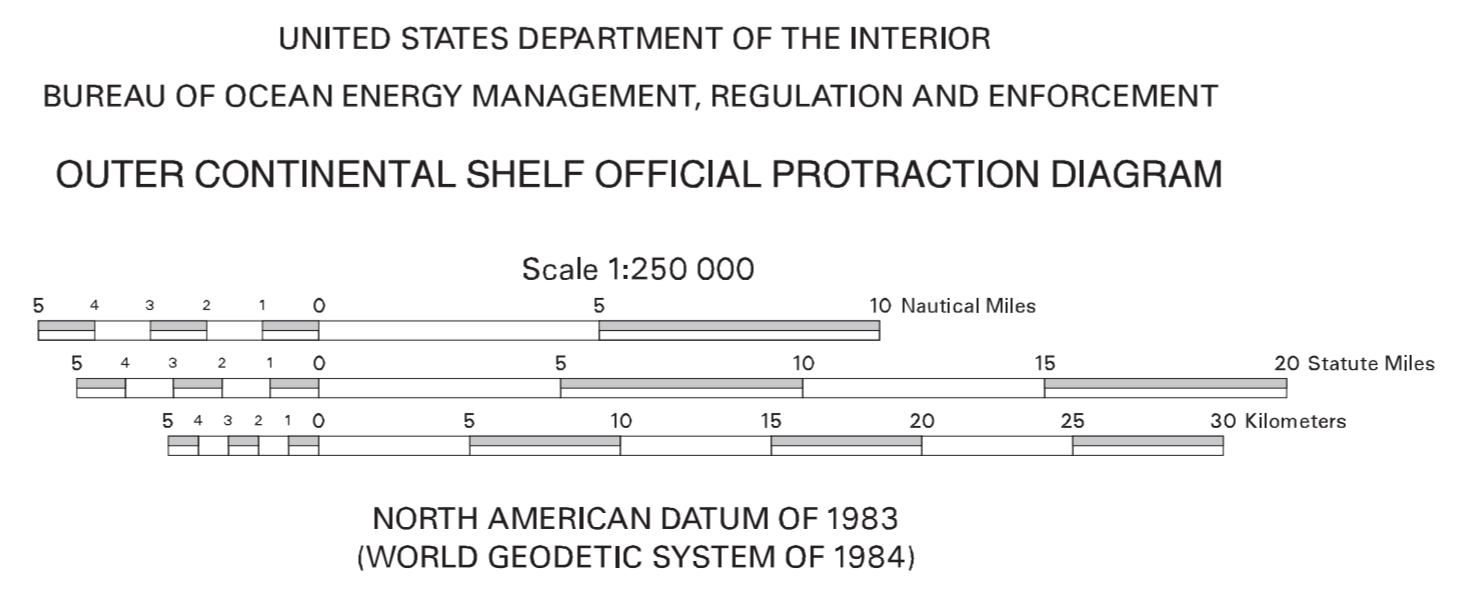 UNITED STATES DEPARTMENT OF THE INTERIOR
BUREAU OF OCEAN ENERGY MANAGEMENT, REGULATION AND ENFORCEMENT
OUTER CONTINENTAL SHELF OFFICIAL PROTRACTION DIAGRAM
Scale 1:250 000
5 4 3 2 1 0 5 10 Nautical Miles
5 4 3 2 1 0 5 10 15 20 Statute Miles
5 4 3 2 1 0 5 10 15 20 25 30 Kilometers
NORTH AMERICAN DATUM OF 1983
(WORLD GEODETIC SYSTEM OF 1984)